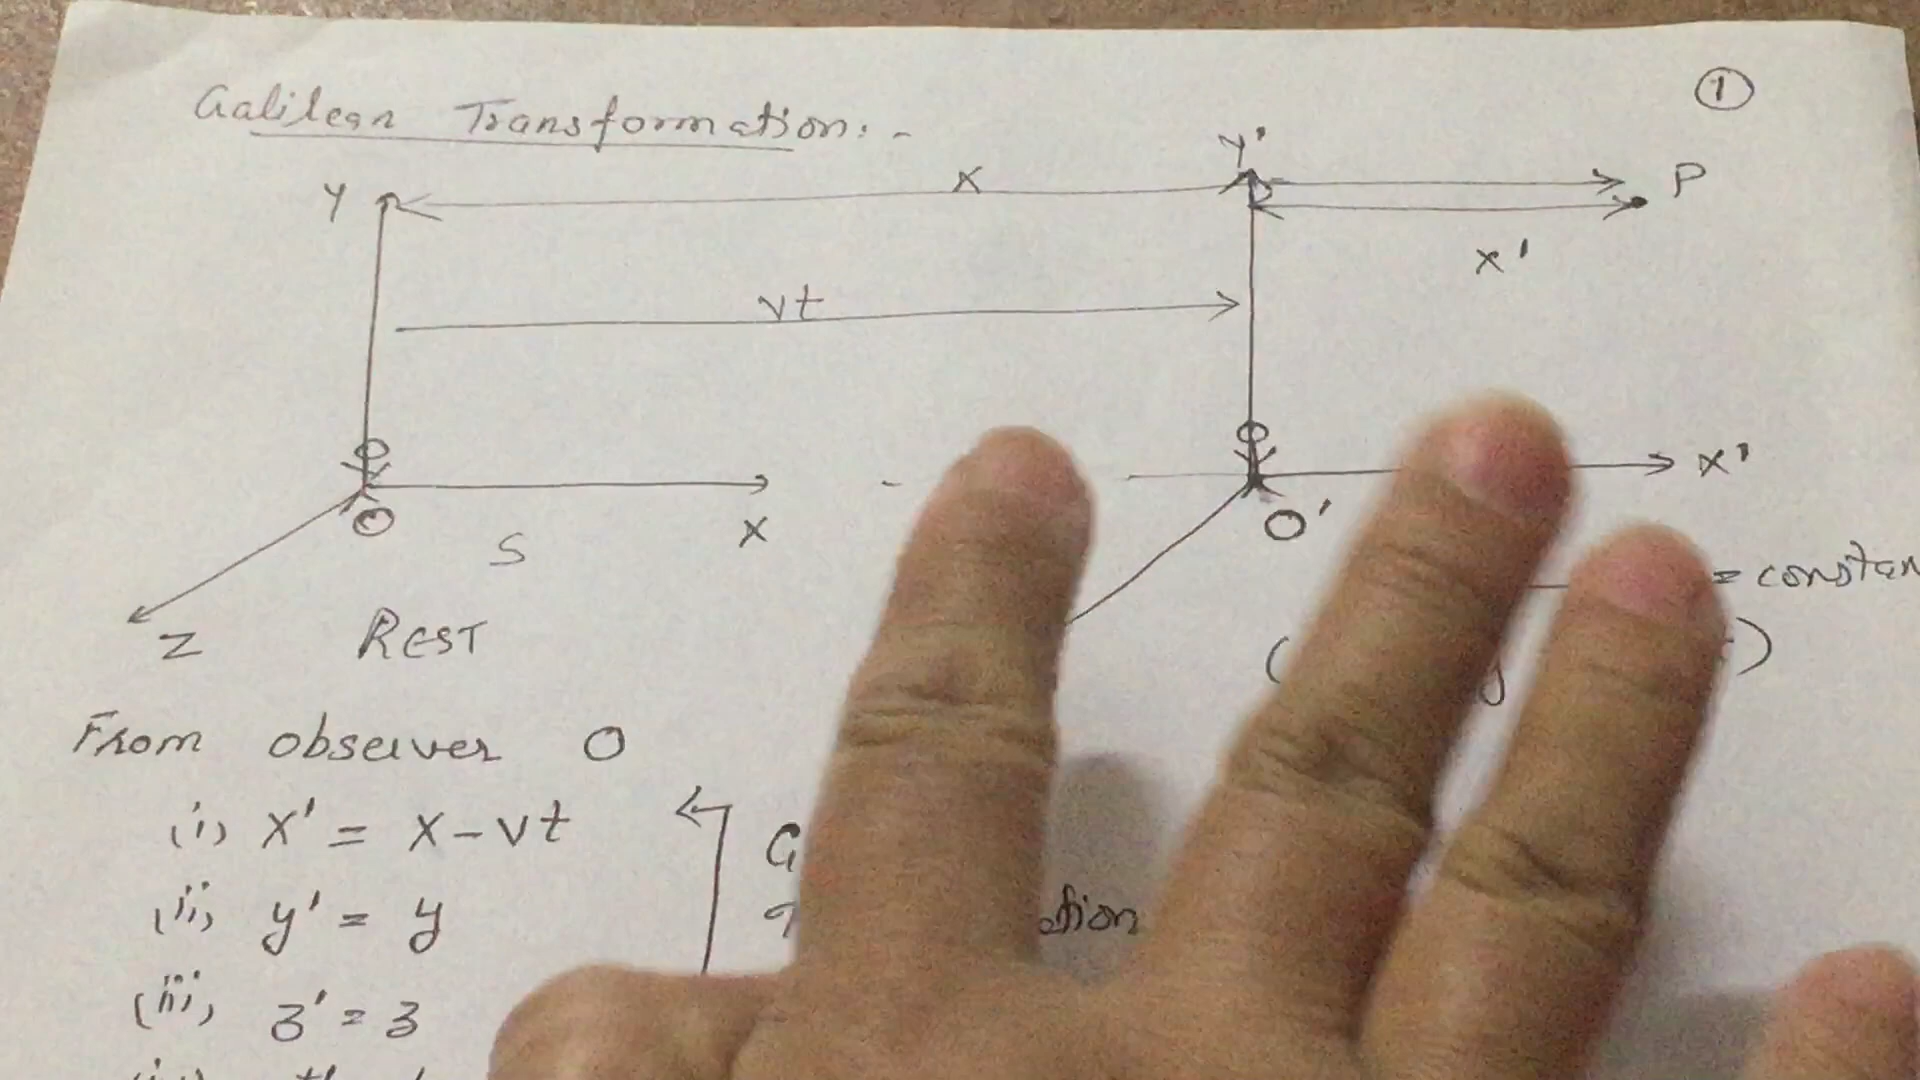 ①
Galilean Transformation: -
Y'
Y
X
P
x'
vt
X'
O
O'
X
S
= constan
Z
REST
( )
From observer O
(i) x' = x - vt
(ii) y' = y
(iii) z' = z